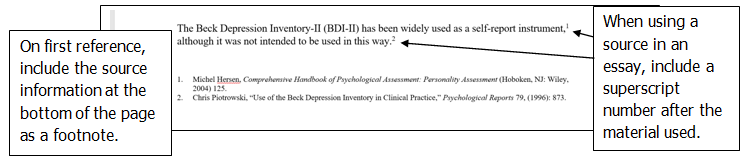 The Beck Depression Inventory-II (BDI-II) has been widely used as a self-report instrument,1
although it was not intended to be used in this way.2
1. Michel Hersen, Comprehensive Handbook of Psychological Assessment: Personality Assessment (Hoboken, NJ: Wiley,
2004) 125.
2. Chris Piotrowski, “Use of the Beck Depression Inventory in Clinical Practice,” Psychological Reports 79, (1996): 873.
On first reference,
include the source
information at the
bottom of the page
as a footnote.
When using a
source in an
essay, include a
superscript
number after the
material used.